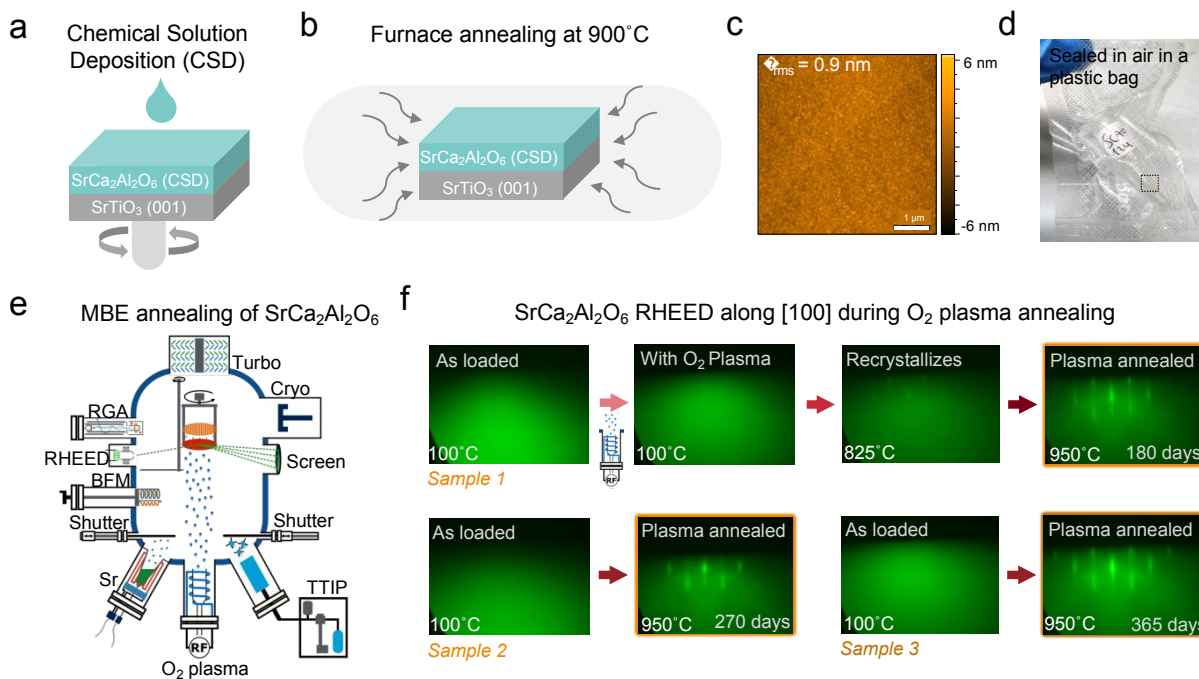 a
Chemical Solution
Deposition (CSD)
SrCa₂Al₂O₆ (CSD)
SrTiO₃ (001)
b
Furnace annealing at 900˚C
SrCa₂Al₂O₆ (CSD)
SrTiO₃ (001)
c
�rms = 0.9 nm
6 nm
-6 nm
1 µm
d
Sealed in air in a
plastic bag
e
MBE annealing of SrCa₂Al₂O₆
Turbo
Cryo
RGA
RHEED
Screen
BFM
Shutter
Shutter
Sr
TTIP
RF
O₂ plasma
f
SrCa₂Al₂O₆ RHEED along [100] during O₂ plasma annealing
As loaded
100˚C
Sample 1
RF
With O₂ Plasma
100˚C
Recrystallizes
825˚C
Plasma annealed
950˚C
180 days
As loaded
100˚C
Sample 2
Plasma annealed
950˚C
270 days
As loaded
100˚C
Sample 3
Plasma annealed
950˚C
365 days